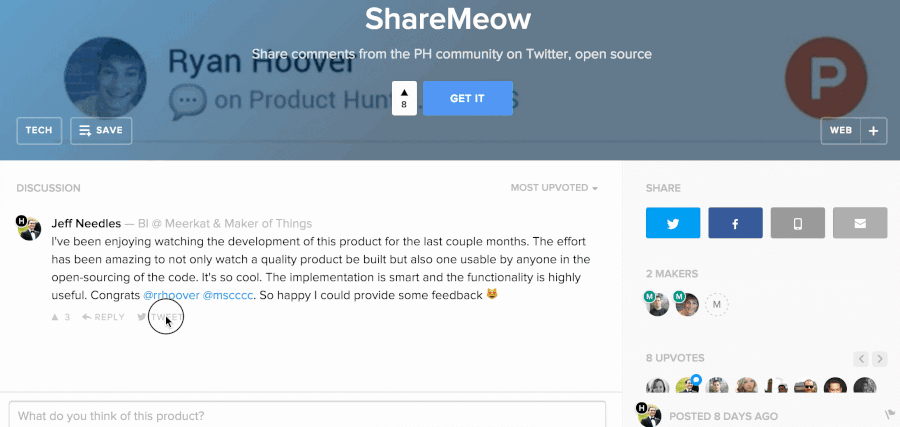 ShareMeow
Share comments from the PH community on Twitter, open source
Ryan Hoover
on Product Hunt
P
▲
8
GET IT
TECH
SAVE
WEB
+
DISCUSSION
MOST UPVOTED
H
Jeff Needles — BI @ Meerkat & Maker of Things
I've been enjoying watching the development of this product for the last couple months. The effort
has been amazing to not only watch a quality product be built but also one usable by anyone in the
open-sourcing of the code. It's so cool. The implementation is smart and the functionality is highly
useful. Congrats @rrhoover @mscccc. So happy I could provide some feedback 😸
▲ 3 REPLY TWEET
What do you think of this product?
SHARE
2 MAKERS
M
M
M
8 UPVOTES
H
POSTED 8 DAYS AGO